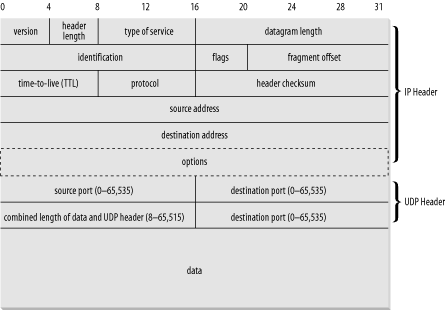 0 4 8 12 16 20 24 28 31
version header length type of service datagram length
identification flags fragment offset
IP Header
time-to-live (TTL) protocol header checksum
source address
destination address
options
source port (0–65,535) destination port (0–65,535)
UDP Header
combined length of data and UDP header (8–65,515) destination port (0–65,535)
data